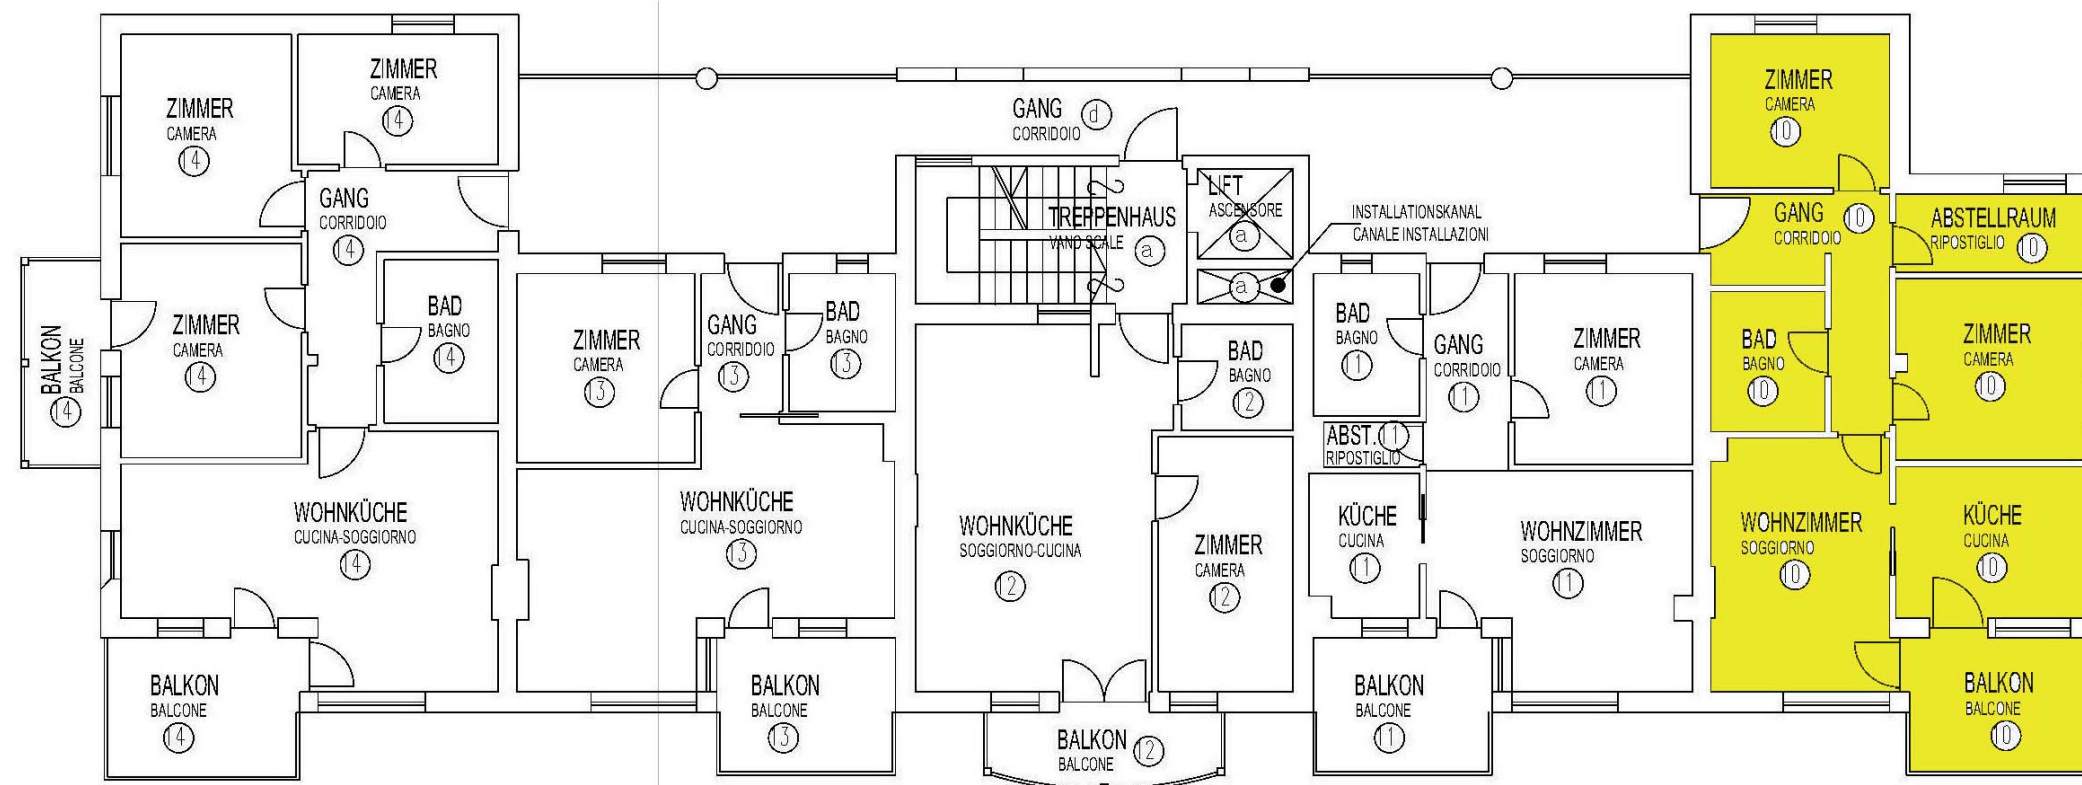 ZIMMER
CAMERA
14
ZIMMER
CAMERA
14
GANG
CORRIDOIO
14
BALKON
BALCONE
14
ZIMMER
CAMERA
14
BAD
BAGNO
14
WOHNKÜCHE
CUCINA-SOGGIORNO
14
BALKON
BALCONE
14
ZIMMER
CAMERA
13
GANG
CORRIDOIO
13
BAD
BAGNO
13
WOHNKÜCHE
CUCINA-SOGGIORNO
13
BALKON
BALCONE
13
GANG d
CORRIDOIO
TREPPENHAUS
VANO SCALE
a
LIFT
ASCENSORE
a
a
INSTALLATIONSKANAL
CANALE INSTALLAZIONI
BAD
BAGNO
12
WOHNKÜCHE
SOGGIORNO-CUCINA
12
ZIMMER
CAMERA
12
BALKON 12
BALCONE
BAD
BAGNO
11
GANG
CORRIDOIO
11
ZIMMER
CAMERA
11
ABST. 11
RIPOSTIGLIO
KÜCHE
CUCINA
11
WOHNZIMMER
SOGGIORNO
11
BALKON
BALCONE
11
ZIMMER
CAMERA
10
GANG 10
CORRIDOIO
ABSTELLRAUM
RIPOSTIGLIO 10
BAD
BAGNO
10
ZIMMER
CAMERA
10
WOHNZIMMER
SOGGIORNO
10
KÜCHE
CUCINA
10
BALKON
BALCONE
10